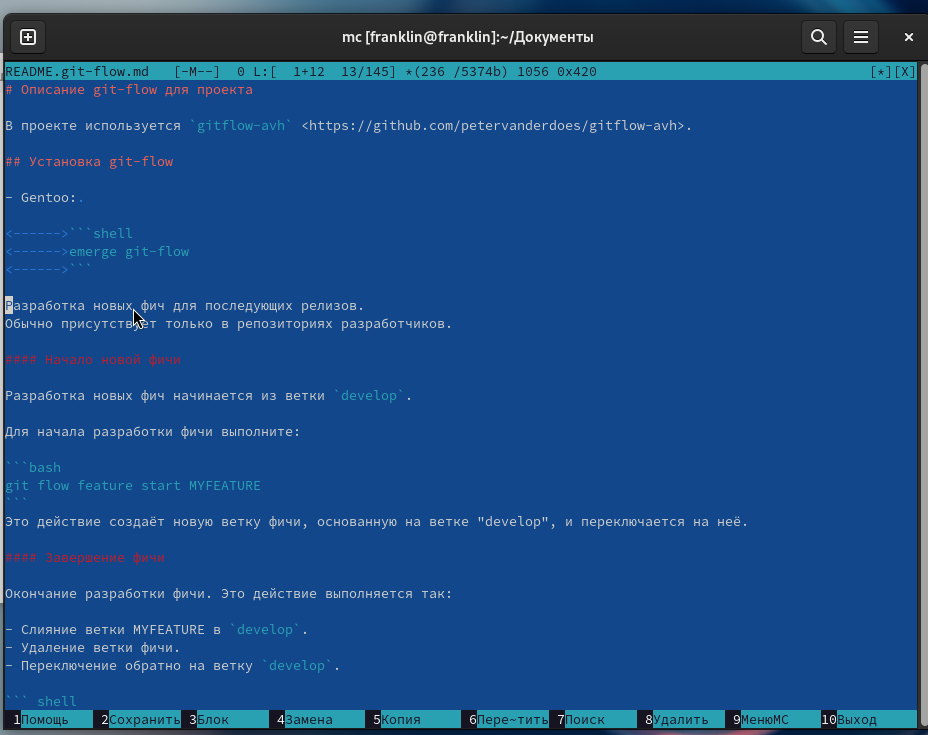 mc [franklin@franklin]:~/Документы
README.git-flow.md [-M--] 0 L:[ 1+12 13/145] *(236 /5374b) 1056 0x420 [*][X]
# Описание git-flow для проекта
В проекте используется `gitflow-avh` <https://github.com/petervanderdoes/gitflow-avh>.
## Установка git-flow
- Gentoo:.
<------>```shell
<------>emerge git-flow
<------>```
Разработка новых фич для последующих релизов.
Обычно присутствует только в репозиториях разработчиков.
#### Начало новой фичи
Разработка новых фич начинается из ветки `develop`.
Для начала разработки фичи выполните:
```bash
git flow feature start MYFEATURE
```
Это действие создаёт новую ветку фичи, основанную на ветке "develop", и переключается на неё.
#### Завершение фичи
Окончание разработки фичи. Это действие выполняется так:
- Слияние ветки MYFEATURE в `develop`.
- Удаление ветки фичи.
- Переключение обратно на ветку `develop`.
``` shell
1Помощь 2Сохранить 3Блок 4Замена 5Копия 6Пере~тить 7Поиск 8Удалить 9МенюMC 10Выход